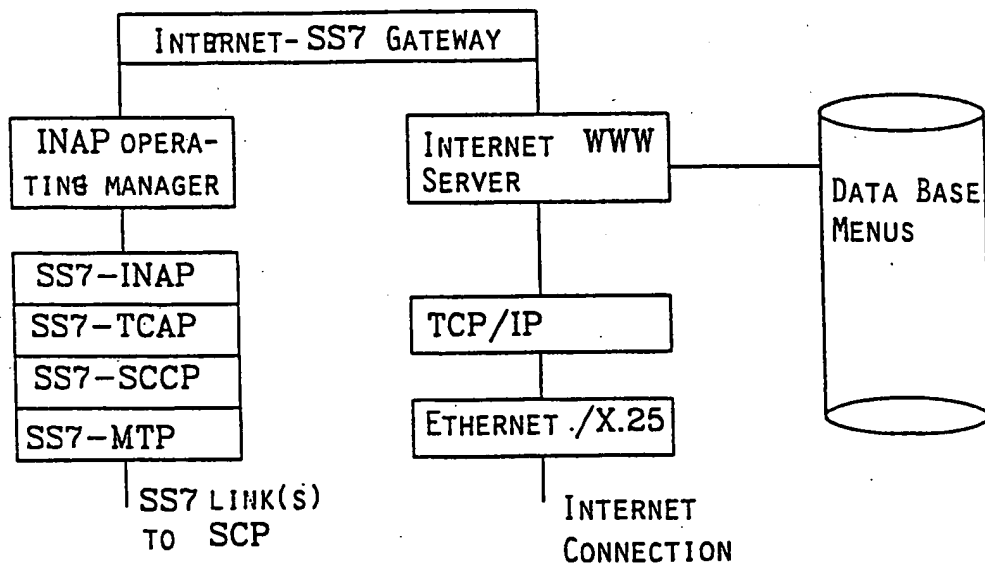 INTERNET-SS7 GATEWAY
INAP OPERA-
TING MANAGER
INTERNET WWW
SERVER
DATA BASE
MENUS
SS7-INAP
SS7-TCAP
SS7-SCCP
SS7-MTP
TCP/IP
ETHERNET /X.25
SS7 LINK(S)
TO SCP
INTERNET
CONNECTION